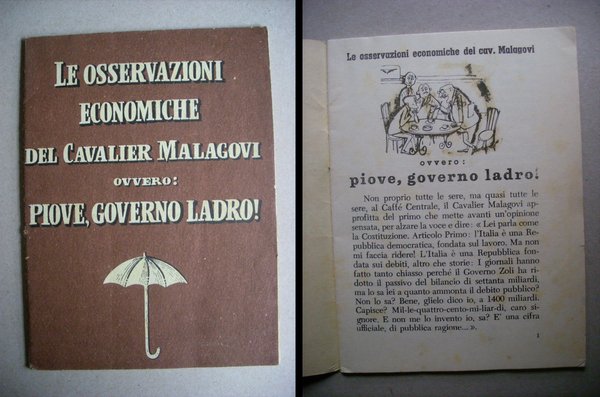 LE OSSERVAZIONI
ECONOMICHE
DEL CAVALIER MALAGOVI
OVVERO:
PIOVE, GOVERNO LADRO!
Le osservazioni economiche del cav. Malagovi
ovvero:
piove, governo ladro!
Non proprio tutte le sere, ma quasi tutte le
sere, al Caffé Centrale, il Cavalier Malagovi ap-
profitta del primo che mette avanti un'opinione
sensata, per alzare la voce e dire: « Lei parla come
la Costituzione. Articolo Primo: l'Italia è una Re-
pubblica democratica, fondata sul lavoro. Ma non
mi faccia ridere! L'Italia è una Repubblica fon-
data sui debiti, altro che storie: I giornali hanno
fatto tanto chiasso perché il Governo Zoli ha ri-
dotto il passivo del bilancio di settanta miliardi,
ma lo sa lei a quanto ammonta il debito pubblico?
Non lo sa? Bene, glielo dico io, a 1400 miliardi.
Capisce? Mil-le-quattro-cento-mi-liar-di, caro si-
gnore. E non me lo invento io, sa? E' una cifra
ufficiale, di pubblica ragione... ».
1